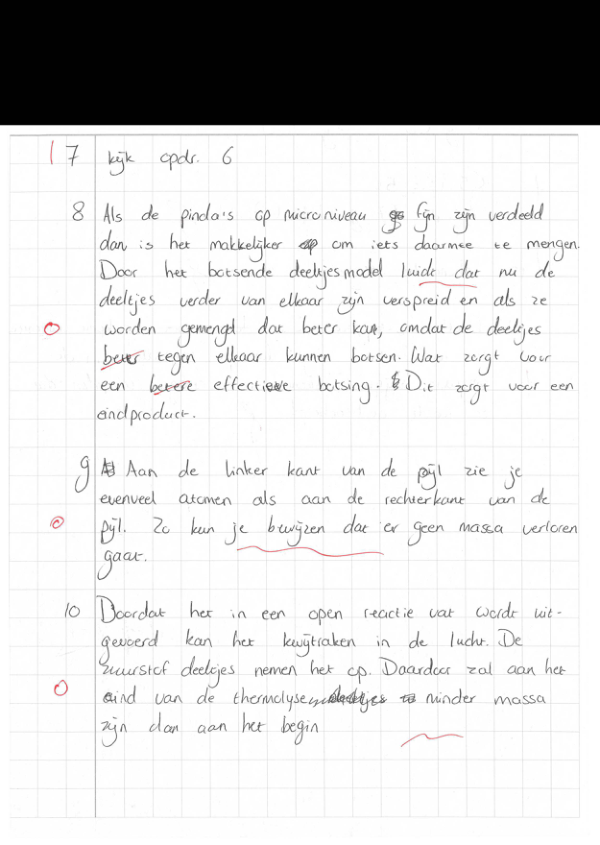 17 kijk opdr. 6
8 Als de pinda's op microniveau fijn zijn verdeeld
dan is het makkelijker om iets daarmee te mengen.
Door het botsende deeltjesmodel luidt dat nu de
deeltjes verder van elkaar zijn verspreid en als ze
worden gemengd dat beter kan, omdat de deeltjes
beter tegen elkaar kunnen botsen. Wat zorgt voor
een betere effectieve botsing. Dit zorgt voor een
eindproduct.
9 Aan de linker kant van de pijl zie je
evenveel atomen als aan de rechterkant van de
pijl. Zo kun je bewijzen dat er geen massa verloren
gaat.
10 Doordat het in een open reactie vat wordt uit-
gevoerd kan het kwijtraken in de lucht. De
zuurstof deeltjes nemen het op. Daardoor zal aan het
eind van de thermolyse minder massa
zijn dan aan het begin